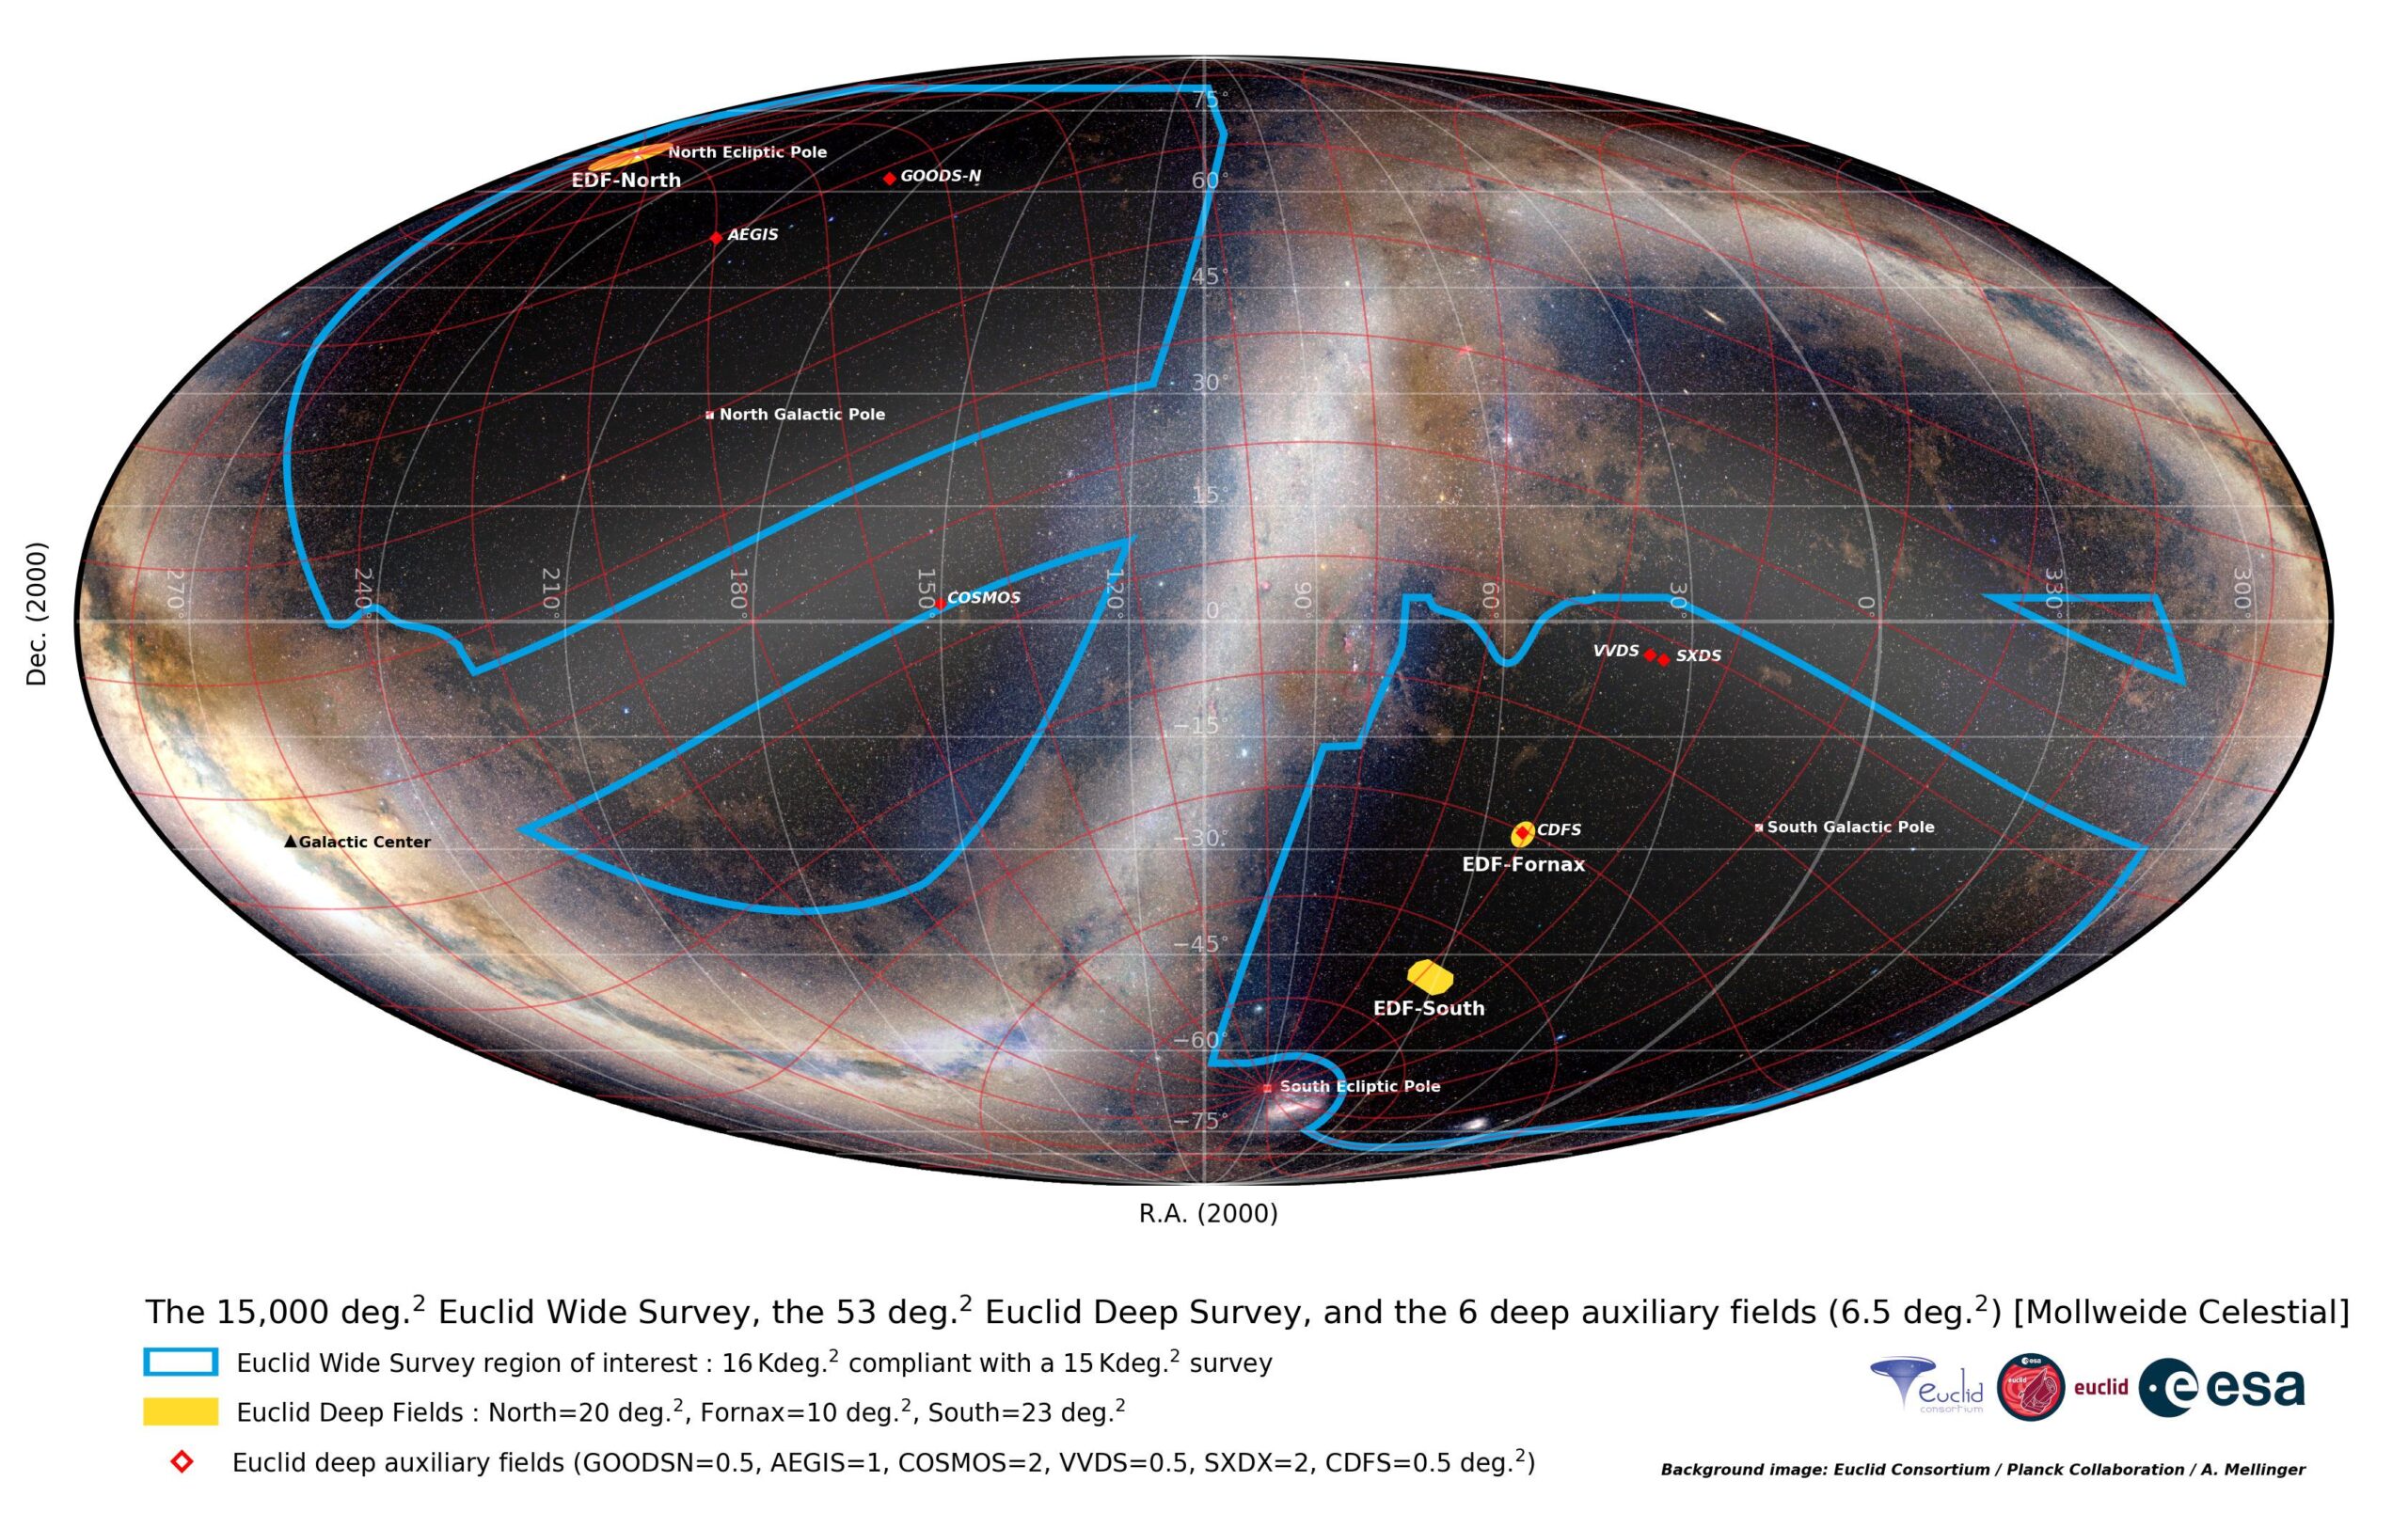 75°
North Ecliptic Pole
EDF-North
GOODS-N
60°
AEGIS
45°
30°
North Galactic Pole
15°
Dec. (2000)
270°
240°
210°
180°
150°
COSMOS
120°
0°
90°
60°
30°
0°
330°
300°
VVDS
SXDS
−15°
Galactic Center
−30°
CDFS
EDF-Fornax
South Galactic Pole
−45°
EDF-South
−60°
South Ecliptic Pole
−75°
R.A. (2000)
The 15,000 deg.² Euclid Wide Survey, the 53 deg.² Euclid Deep Survey, and the 6 deep auxiliary fields (6.5 deg.²) [Mollweide Celestial]
Euclid Wide Survey region of interest : 16 Kdeg.² compliant with a 15 Kdeg.² survey
Euclid Deep Fields : North=20 deg.², Fornax=10 deg.², South=23 deg.²
Euclid deep auxiliary fields (GOODSN=0.5, AEGIS=1, COSMOS=2, VVDS=0.5, SXDX=2, CDFS=0.5 deg.²)
euclid
consortium
esa
euclid
euclid
esa
Background image: Euclid Consortium / Planck Collaboration / A. Mellinger